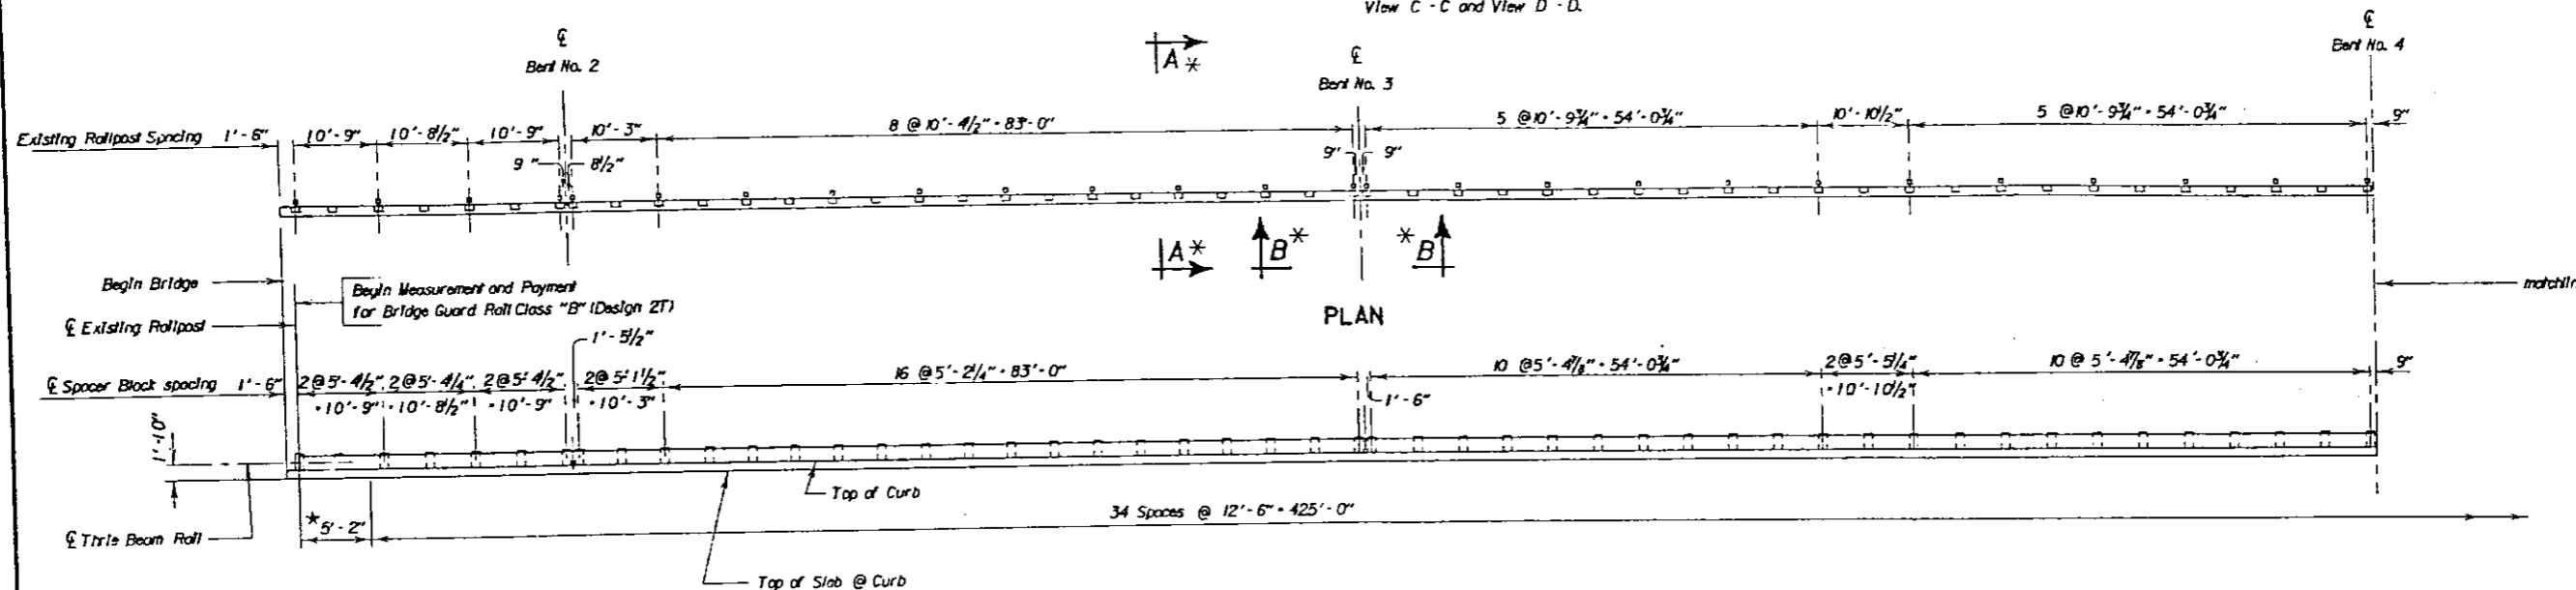 View C - C and View D - D.
℄
Bent No. 2
A*
℄
Bent No. 3
℄
Bent No. 4
Existing Railpost Spacing 1'-6" 10'-9" 10'-8½" 10'-9" 10'-3" 8 @ 10'-4½" = 83'-0" 5 @ 10'-9¾" = 54'-0¾" 10'-10½" 5 @ 10'-9¾" = 54'-0¾" 9"
9" 8½" 9" 9"
A* B* *B
Begin Bridge
Begin Measurement and Payment
for Bridge Guard Rail Class "B" (Design 2T)
℄ Existing Railpost
PLAN
1'-5½"
℄ Spacer Block spacing 1'-6" 2@5'-4½" 2@5'-4¼" 2@5'4½" 2@5'1½" 16 @ 5'-2¼" = 83'-0" 10 @ 5'-4⅞" = 54'-0¾" 2@5'-5¼" 10 @ 5'-4⅞" = 54'-0¾" 9"
=10'-9" =10'-8½" =10'-9" =10'-3" 1'-6" =10'-10½"
1'-10"
Top of Curb
*5'-2" 34 Spaces @ 12'-6" = 425'-0"
℄ Thrie Beam Rail
Top of Slab @ Curb